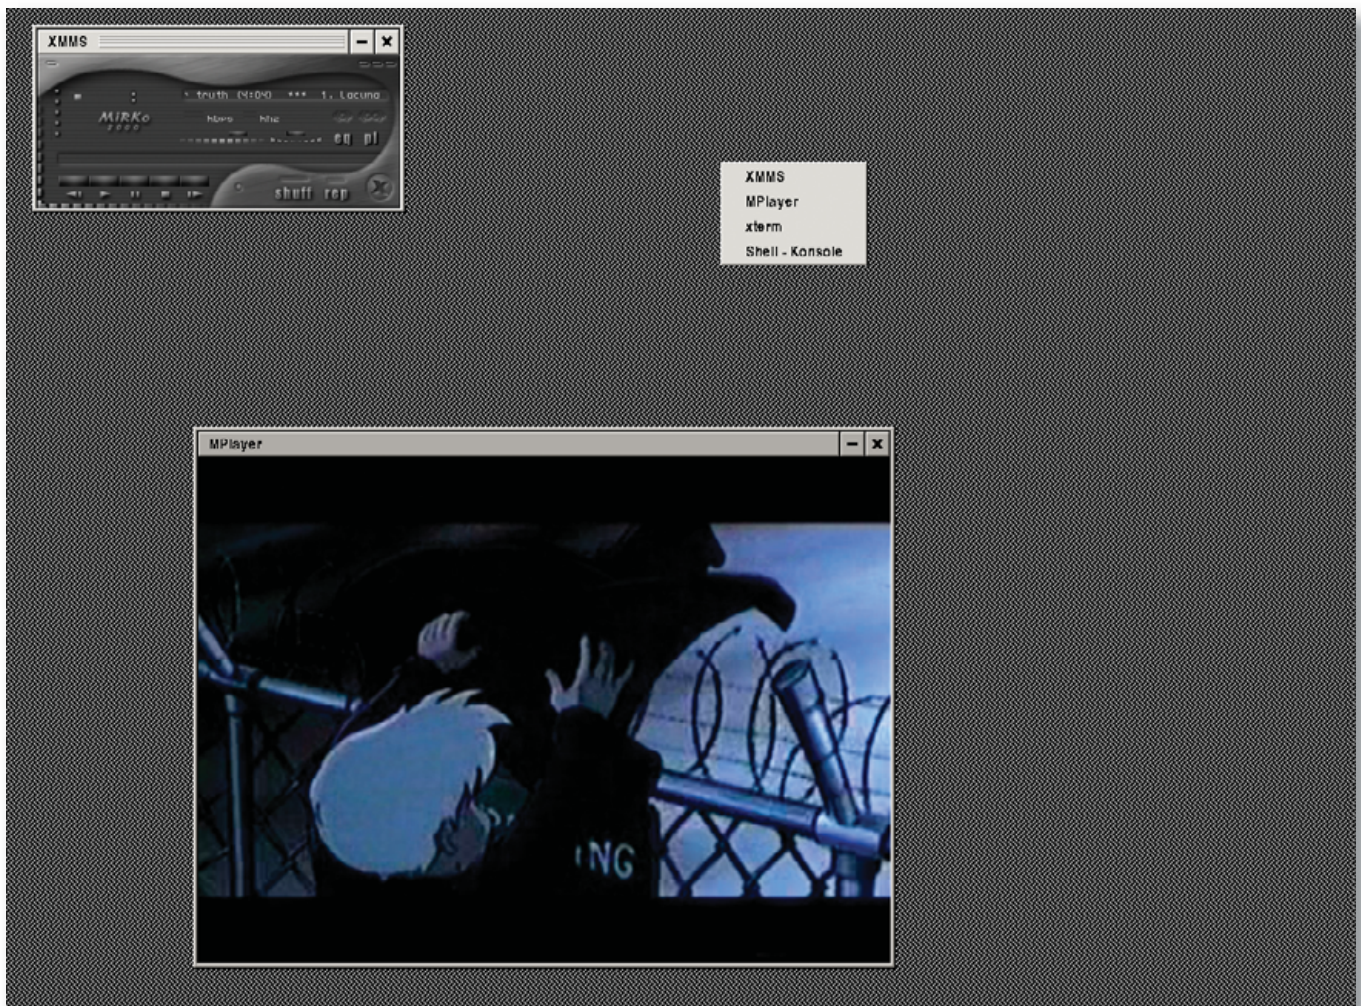 XMMS
truth (4:04) *** 1. Lacuna
MiRKo
2000
kbps khz
eq pl
shuff rep
XMMS
MPlayer
xterm
Shell - Konsole
MPlayer
NG